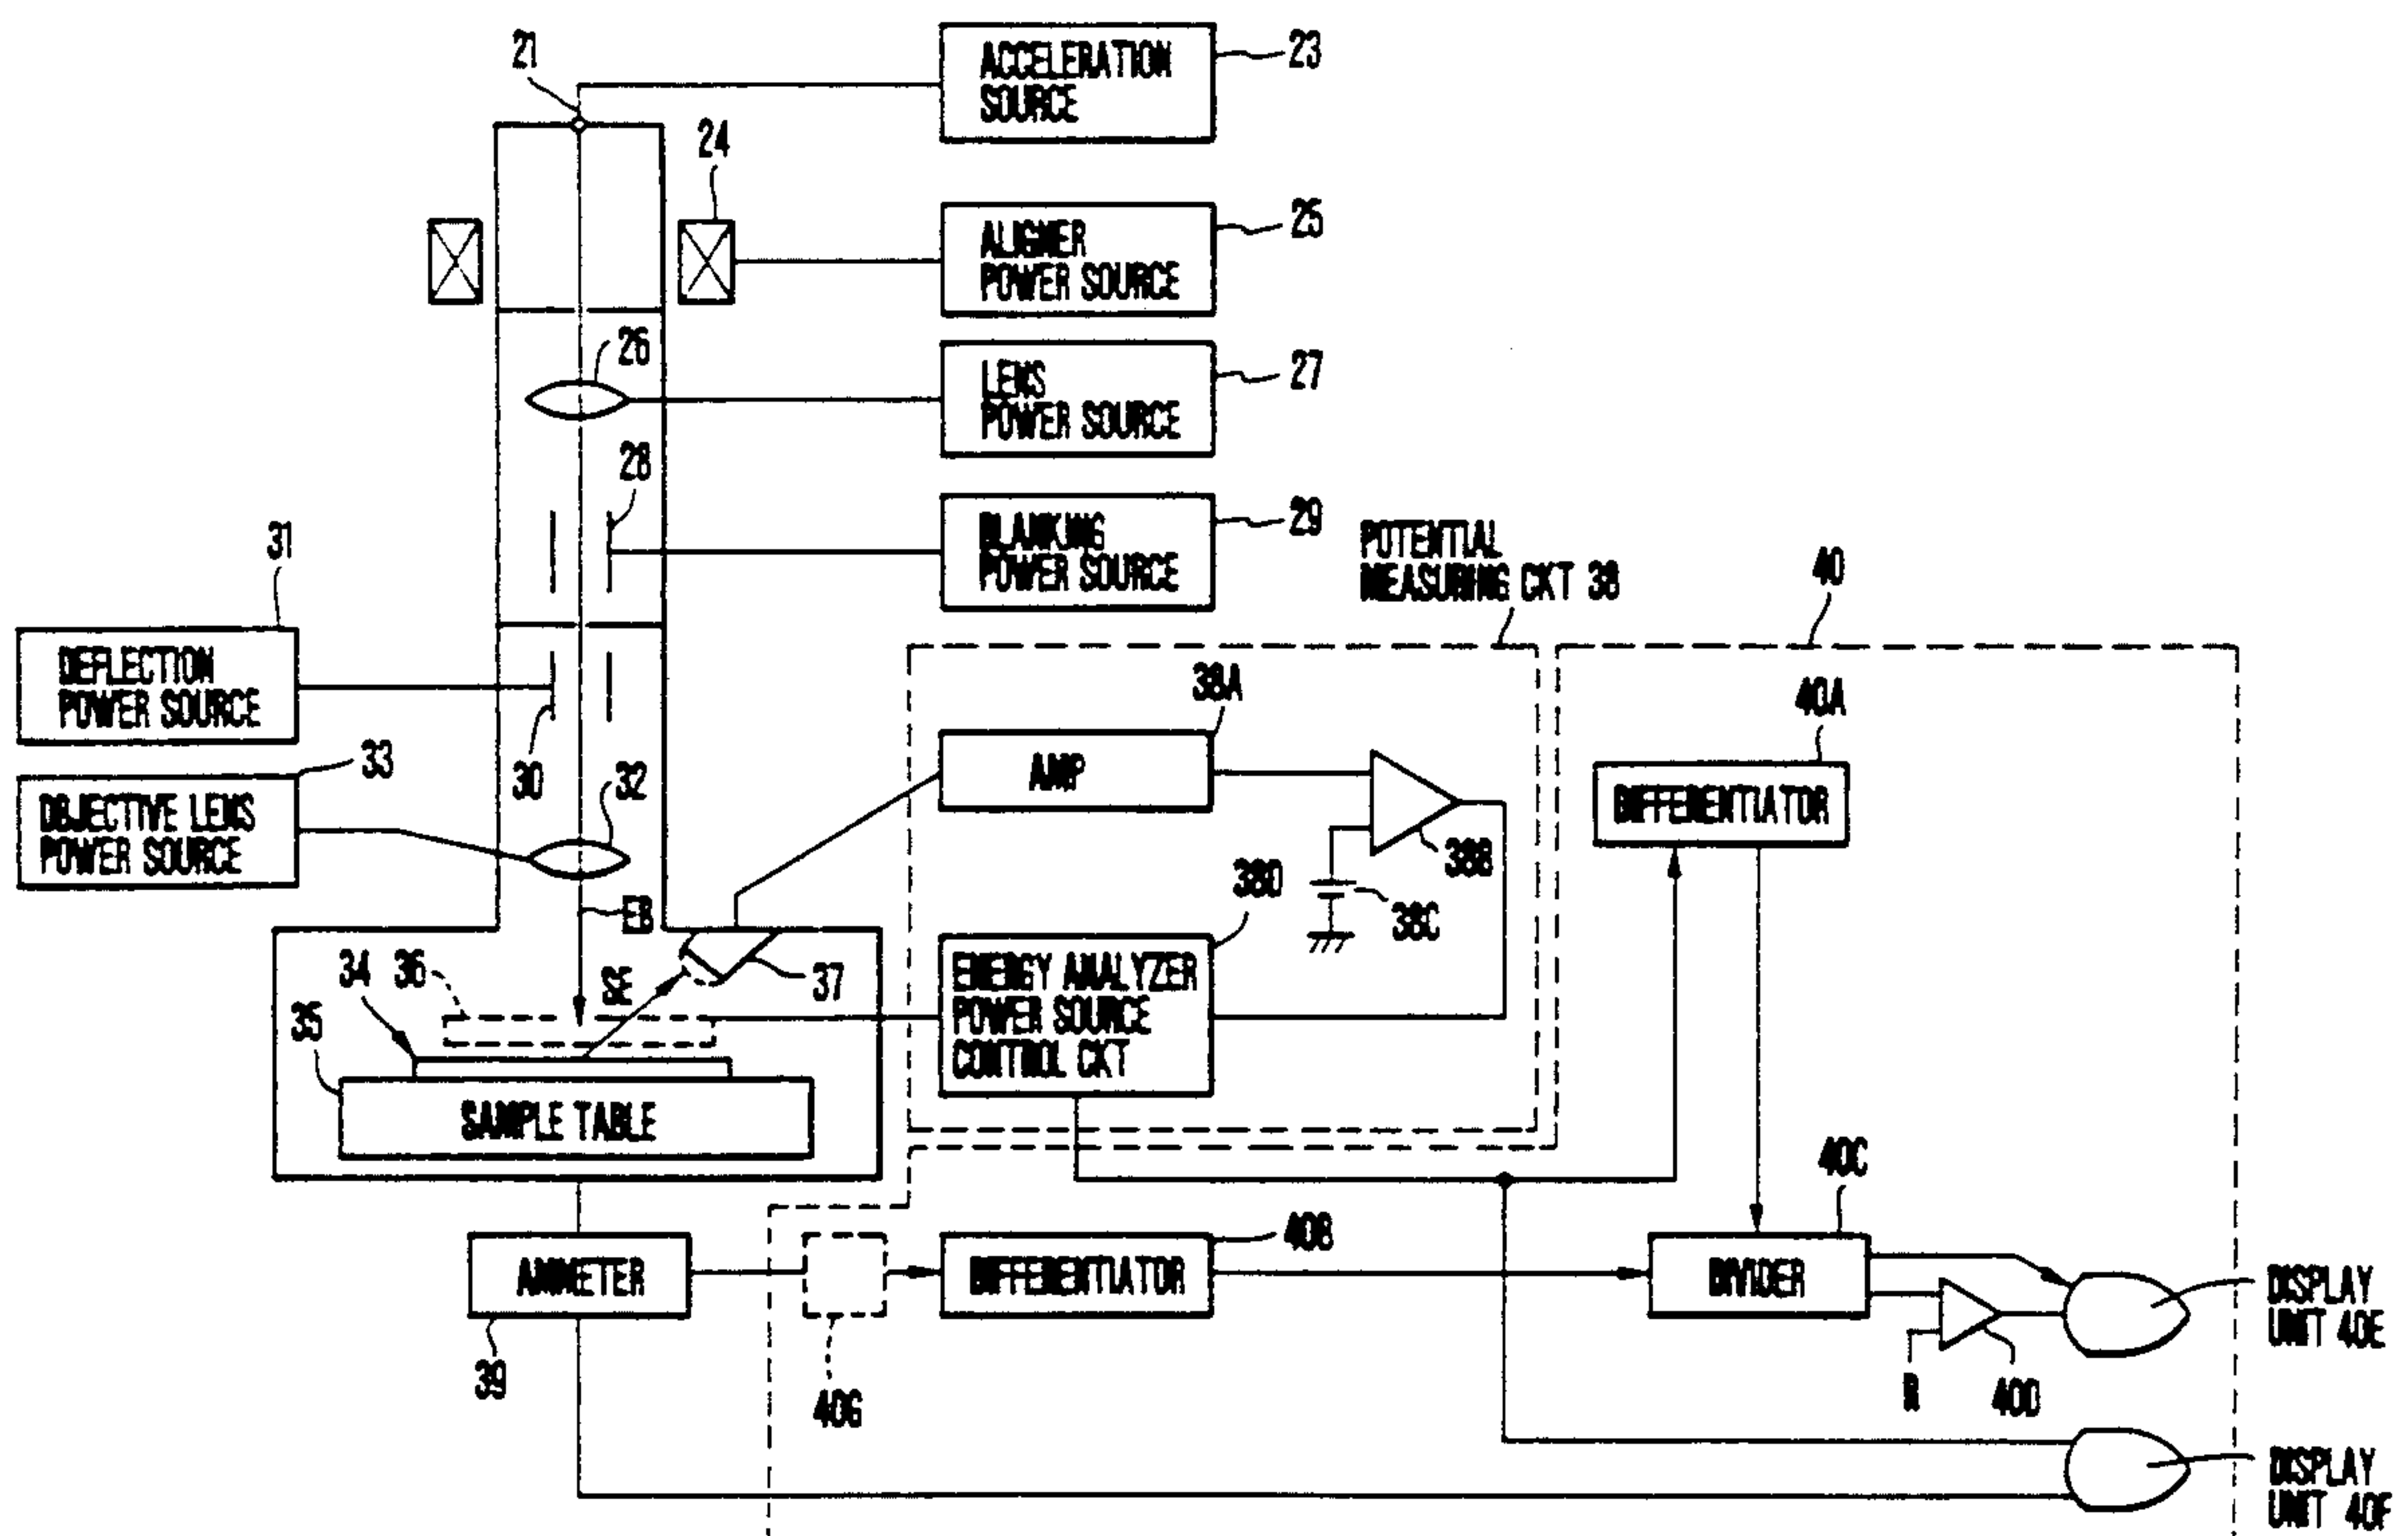 21
ACCELERATION
SOURCE
23
24
ALIGNER
POWER SOURCE
25
26
LENS
POWER SOURCE
27
28
BLANKING
POWER SOURCE
29
31
DEFLECTION
POWER SOURCE
30
33
OBJECTIVE LENS
POWER SOURCE
32
EB
POTENTIAL
MEASURING CKT 38
40
38A
AMP
38B
38C
38D
ENERGY ANALYZER
POWER SOURCE
CONTROL CKT
40A
DIFFERENTIATOR
34
36
SE
37
35
SAMPLE TABLE
AMMETER
39
40G
DIFFERENTIATOR
40B
40C
DIVIDER
R
40D
DISPLAY
UNIT 40E
DISPLAY
UNIT 40F